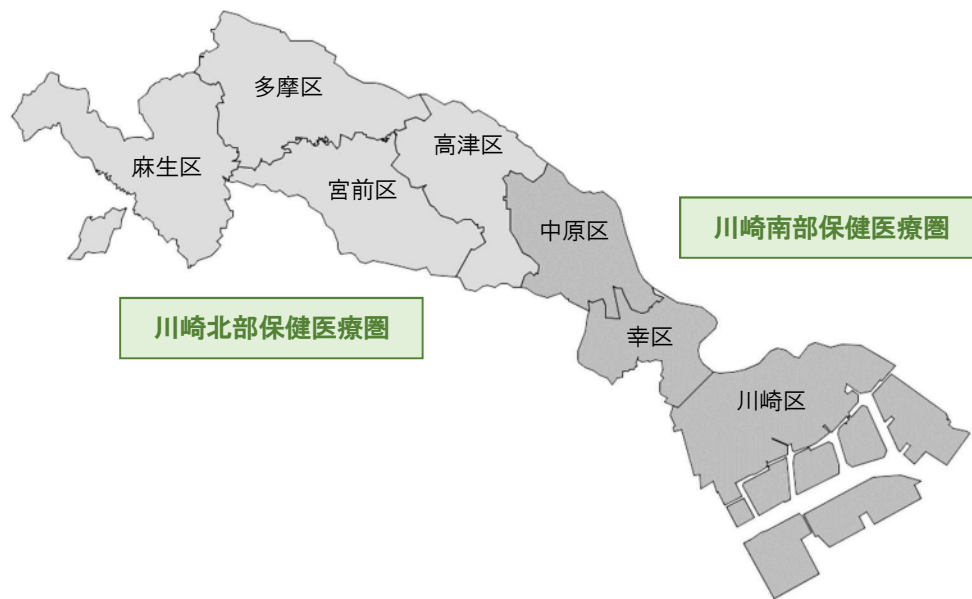 多摩区
高津区
麻生区
宮前区
中原区
川崎南部保健医療圏
川崎北部保健医療圏
幸区
川崎区